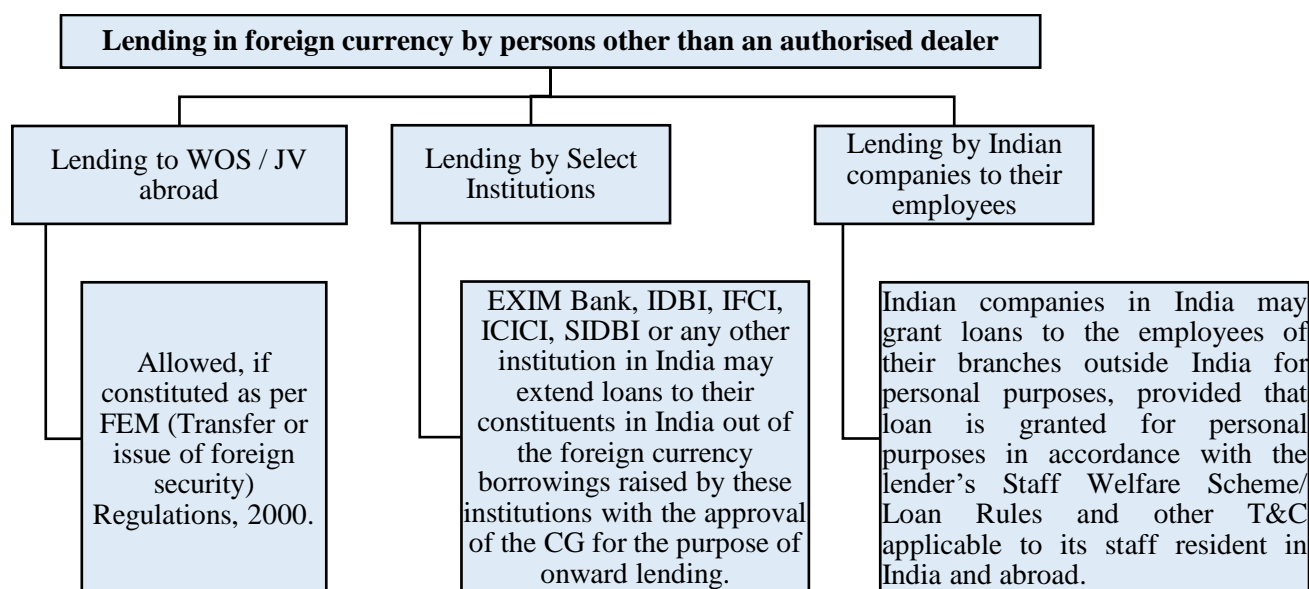 Lending in foreign currency by persons other than an authorised dealer
Lending to WOS / JV
abroad
Lending by Select
Institutions
Lending by Indian
companies to their
employees
Allowed, if
constituted as per
FEM (Transfer or
issue of foreign
security)
Regulations, 2000.
EXIM Bank, IDBI, IFCI,
ICICI, SIDBI or any other
institution in India may
extend loans to their
constituents in India out of
the foreign currency
borrowings raised by these
institutions with the approval
of the CG for the purpose of
onward lending.
Indian companies in India may
grant loans to the employees of
their branches outside India for
personal purposes, provided that
loan is granted for personal
purposes in accordance with the
lender's Staff Welfare Scheme/
Loan Rules and other T&C
applicable to its staff resident in
India and abroad.